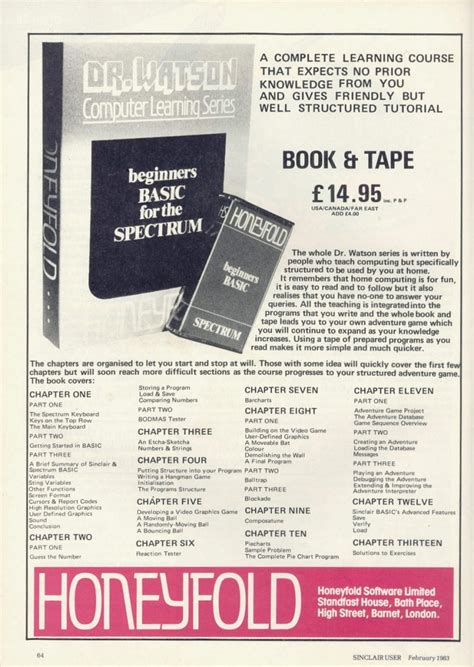 DR. WATSON
Computer Learning Series
HONEYFOLD
beginners
BASIC
for the
SPECTRUM
A COMPLETE LEARNING COURSE
THAT EXPECTS NO PRIOR
KNOWLEDGE FROM YOU
AND GIVES FRIENDLY BUT
WELL STRUCTURED TUTORIAL
BOOK & TAPE
£14.95 inc. P & P
USA/CANADA/FAR EAST
ADD £4.00
HONEYFOLD
beginners
BASIC
SPECTRUM
The whole Dr. Watson series is written by
people who teach computing but specifically
structured to be used by you at home.
It remembers that home computing is for fun,
it is easy to read and to follow but it also
realises that you have no-one to answer your
queries. All the teaching is integrated into the
programs that you write and the whole book and
tape leads you to your own adventure game which
you will continue to expand as your knowledge
increases. Using a tape of prepared programs as you
read makes it more simple and much quicker.
The chapters are organised to let you start and stop at will. Those with some idea will quickly cover the first few
chapters but will soon reach more difficult sections as the course progresses to your structured adventure game.
The book covers:
CHAPTER ONE
PART ONE
The Spectrum Keyboard
Keys on the Top Row
The Main Keyboard
PART TWO
Getting Started in BASIC
PART THREE
A Brief Summary of Sinclair &
Spectrum BASIC
Variables
Sting Variables
Other Functions
Screen Format
Cursors & Report Codes
High Resolution Graphics
User Defined Graphics
Sound
Conclusion
CHAPTER TWO
PART ONE
Guess the Number
Storing a Program
Load & Save
Comparing Numbers
PART TWO
BODMAS Tester
CHAPTER THREE
An Etcha-Sketcha
Numbers & Strings
CHAPTER FOUR
Putting Structure into your Program
Writing a Hangman Game
Initialisation
The Programs Structure
CHAPTER FIVE
Developing a Video Graphics Game
A Moving Ball
A Randomly-Moving Ball
A Bouncing Ball
CHAPTER SIX
Reaction Tester
CHAPTER SEVEN
Barcharts
CHAPTER EIGHT
PART ONE
Building on the Video Game
User-Defined Graphics
A Moveable Bat
Colour
Demolishing the Wall
A Final Program
PART TWO
Balltrap
PART THREE
Blockade
CHAPTER NINE
Composatune
CHAPTER TEN
Piecharts
Sample Problem
The Complete Pie Chart Program
CHAPTER ELEVEN
PART ONE
Adventure Game Project
The Adventure Database
Game Sequence Overview
PART TWO
Creating an Adventure
Loading the Database
Messages
PART THREE
Playing an Adventure
Debugging the Adventure
Extending & Improving the
Adventure Interpreter
CHAPTER TWELVE
Sinclair BASIC's Advanced Features
Save
Verify
Load
CHAPTER THIRTEEN
Solutions to Exercises
HONEYFOLD
Honeyfold Software Limited
Standfast House, Bath Place,
High Street, Barnet, London.
64
SINCLAIR USER February 1983